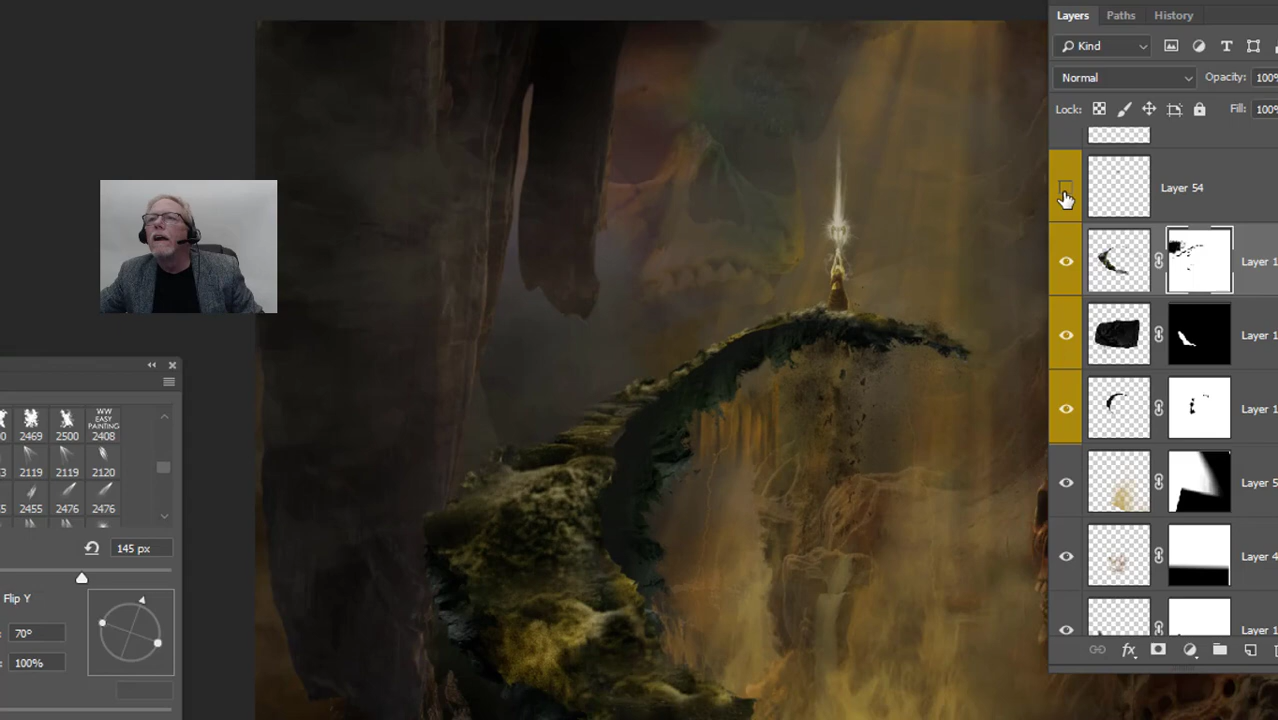 Layers Paths History
Kind
Normal Opacity: 100%
Lock: Fill: 100%
Layer 54
Layer 1
Layer 1
Layer 1
Layer 5
Layer 4
Layer 1
fx
WW
EASY
PAINTING
2469 2500 2408
2119 2119 2120
2455 2476 2476
145 px
Flip Y
70°
100%